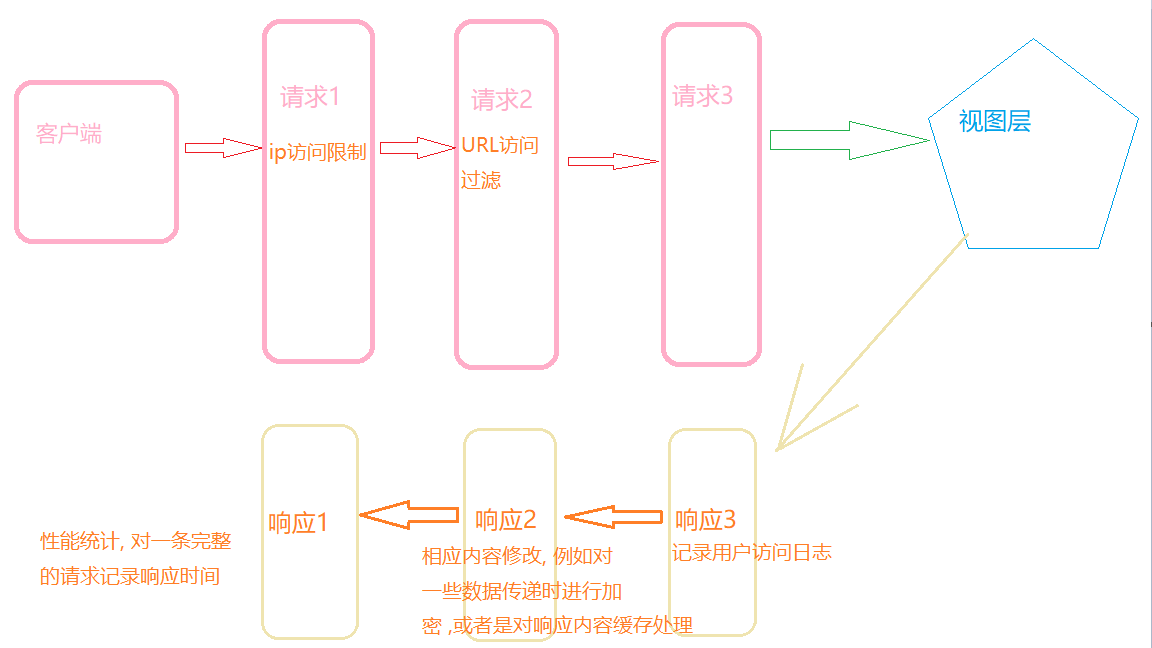 客户端
请求1
ip访问限制
请求2
URL访问
过滤
请求3
视图层
响应1
性能统计, 对一条完整
的请求记录响应时间
响应2
相应内容修改, 例如对
一些数据传递时进行加
密 ,或者是对响应内容缓存处理
响应3
记录用户访问日志